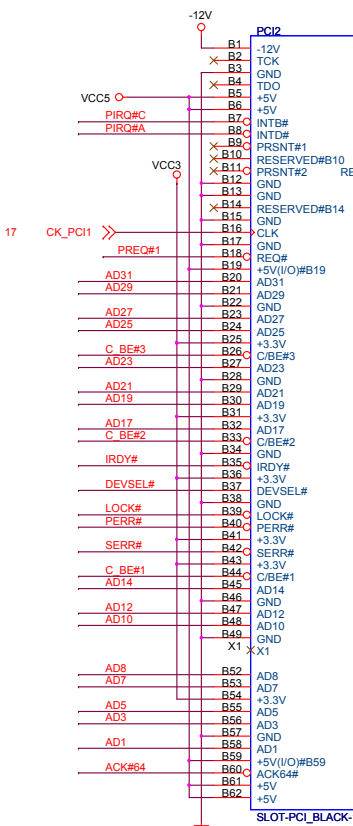 -12V
PCI2
B1 -12V
B2 TCK
B3 GND
B4 TDO
VCC5 B5 +5V
B6 +5V
PIRQ#C B7 INTB#
PIRQ#A B8 INTD#
B9 PRSNT#1
B10 RESERVED#B10
VCC3 B11 PRSNT#2 RE
B12 GND
B13 GND
B14 RESERVED#B14
B15 GND
17 CK_PCI1 B16 CLK
B17 GND
PREQ#1 B18 REQ#
B19 +5V(I/O)#B19
AD31 B20 AD31
AD29 B21 AD29
B22 GND
AD27 B23 AD27
AD25 B24 AD25
B25 +3.3V
C_BE#3 B26 C/BE#3
AD23 B27 AD23
B28 GND
AD21 B29 AD21
AD19 B30 AD19
B31 +3.3V
AD17 B32 AD17
C_BE#2 B33 C/BE#2
B34 GND
IRDY# B35 IRDY#
B36 +3.3V
DEVSEL# B37 DEVSEL#
B38 GND
LOCK# B39 LOCK#
PERR# B40 PERR#
B41 +3.3V
SERR# B42 SERR#
B43 +3.3V
C_BE#1 B44 C/BE#1
AD14 B45 AD14
B46 GND
AD12 B47 AD12
AD10 B48 AD10
B49 GND
X1 X1
AD8 B52 AD8
AD7 B53 AD7
B54 +3.3V
AD5 B55 AD5
AD3 B56 AD3
B57 GND
AD1 B58 AD1
B59 +5V(I/O)#B59
ACK#64 B60 ACK64#
B61 +5V
B62 +5V
SLOT-PCI_BLACK-